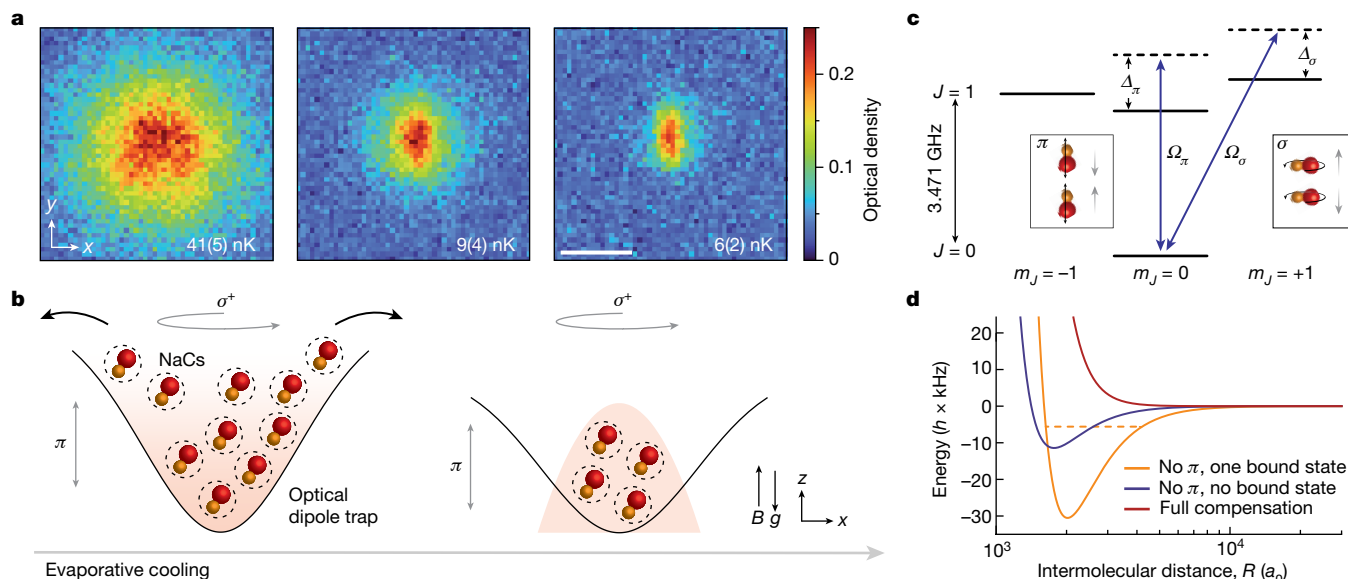 a
y
x
41(5) nK
9(4) nK
6(2) nK
0.2
0.1
0
Optical density
b
σ+
NaCs
π
Optical
dipole trap
σ+
π
B g
z
x
Evaporative cooling
c
J = 1
3.471 GHz
J = 0
Δπ
Δσ
π
Ωπ
Ωσ
σ
mJ = –1
mJ = 0
mJ = +1
d
Energy (h × kHz)
20
10
0
–10
–20
–30
No π, one bound state
No π, no bound state
Full compensation
10³
10⁴
Intermolecular distance, R (a₀)